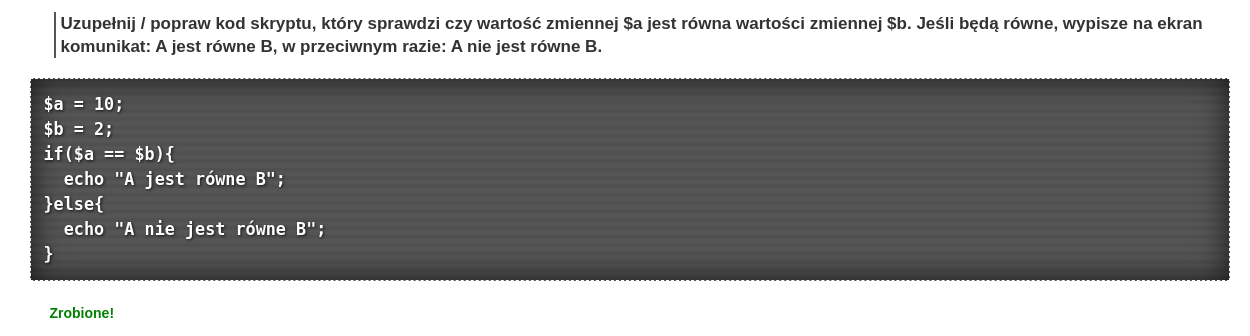 Uzupełnij / popraw kod skryptu, który sprawdzi czy wartość zmiennej $a jest równa wartości zmiennej $b. Jeśli będą równe, wypisze na ekran
komunikat: A jest równe B, w przeciwnym razie: A nie jest równe B.
$a = 10;
$b = 2;
if($a == $b){
  echo "A jest równe B";
}else{
  echo "A nie jest równe B";
}
Zrobione!